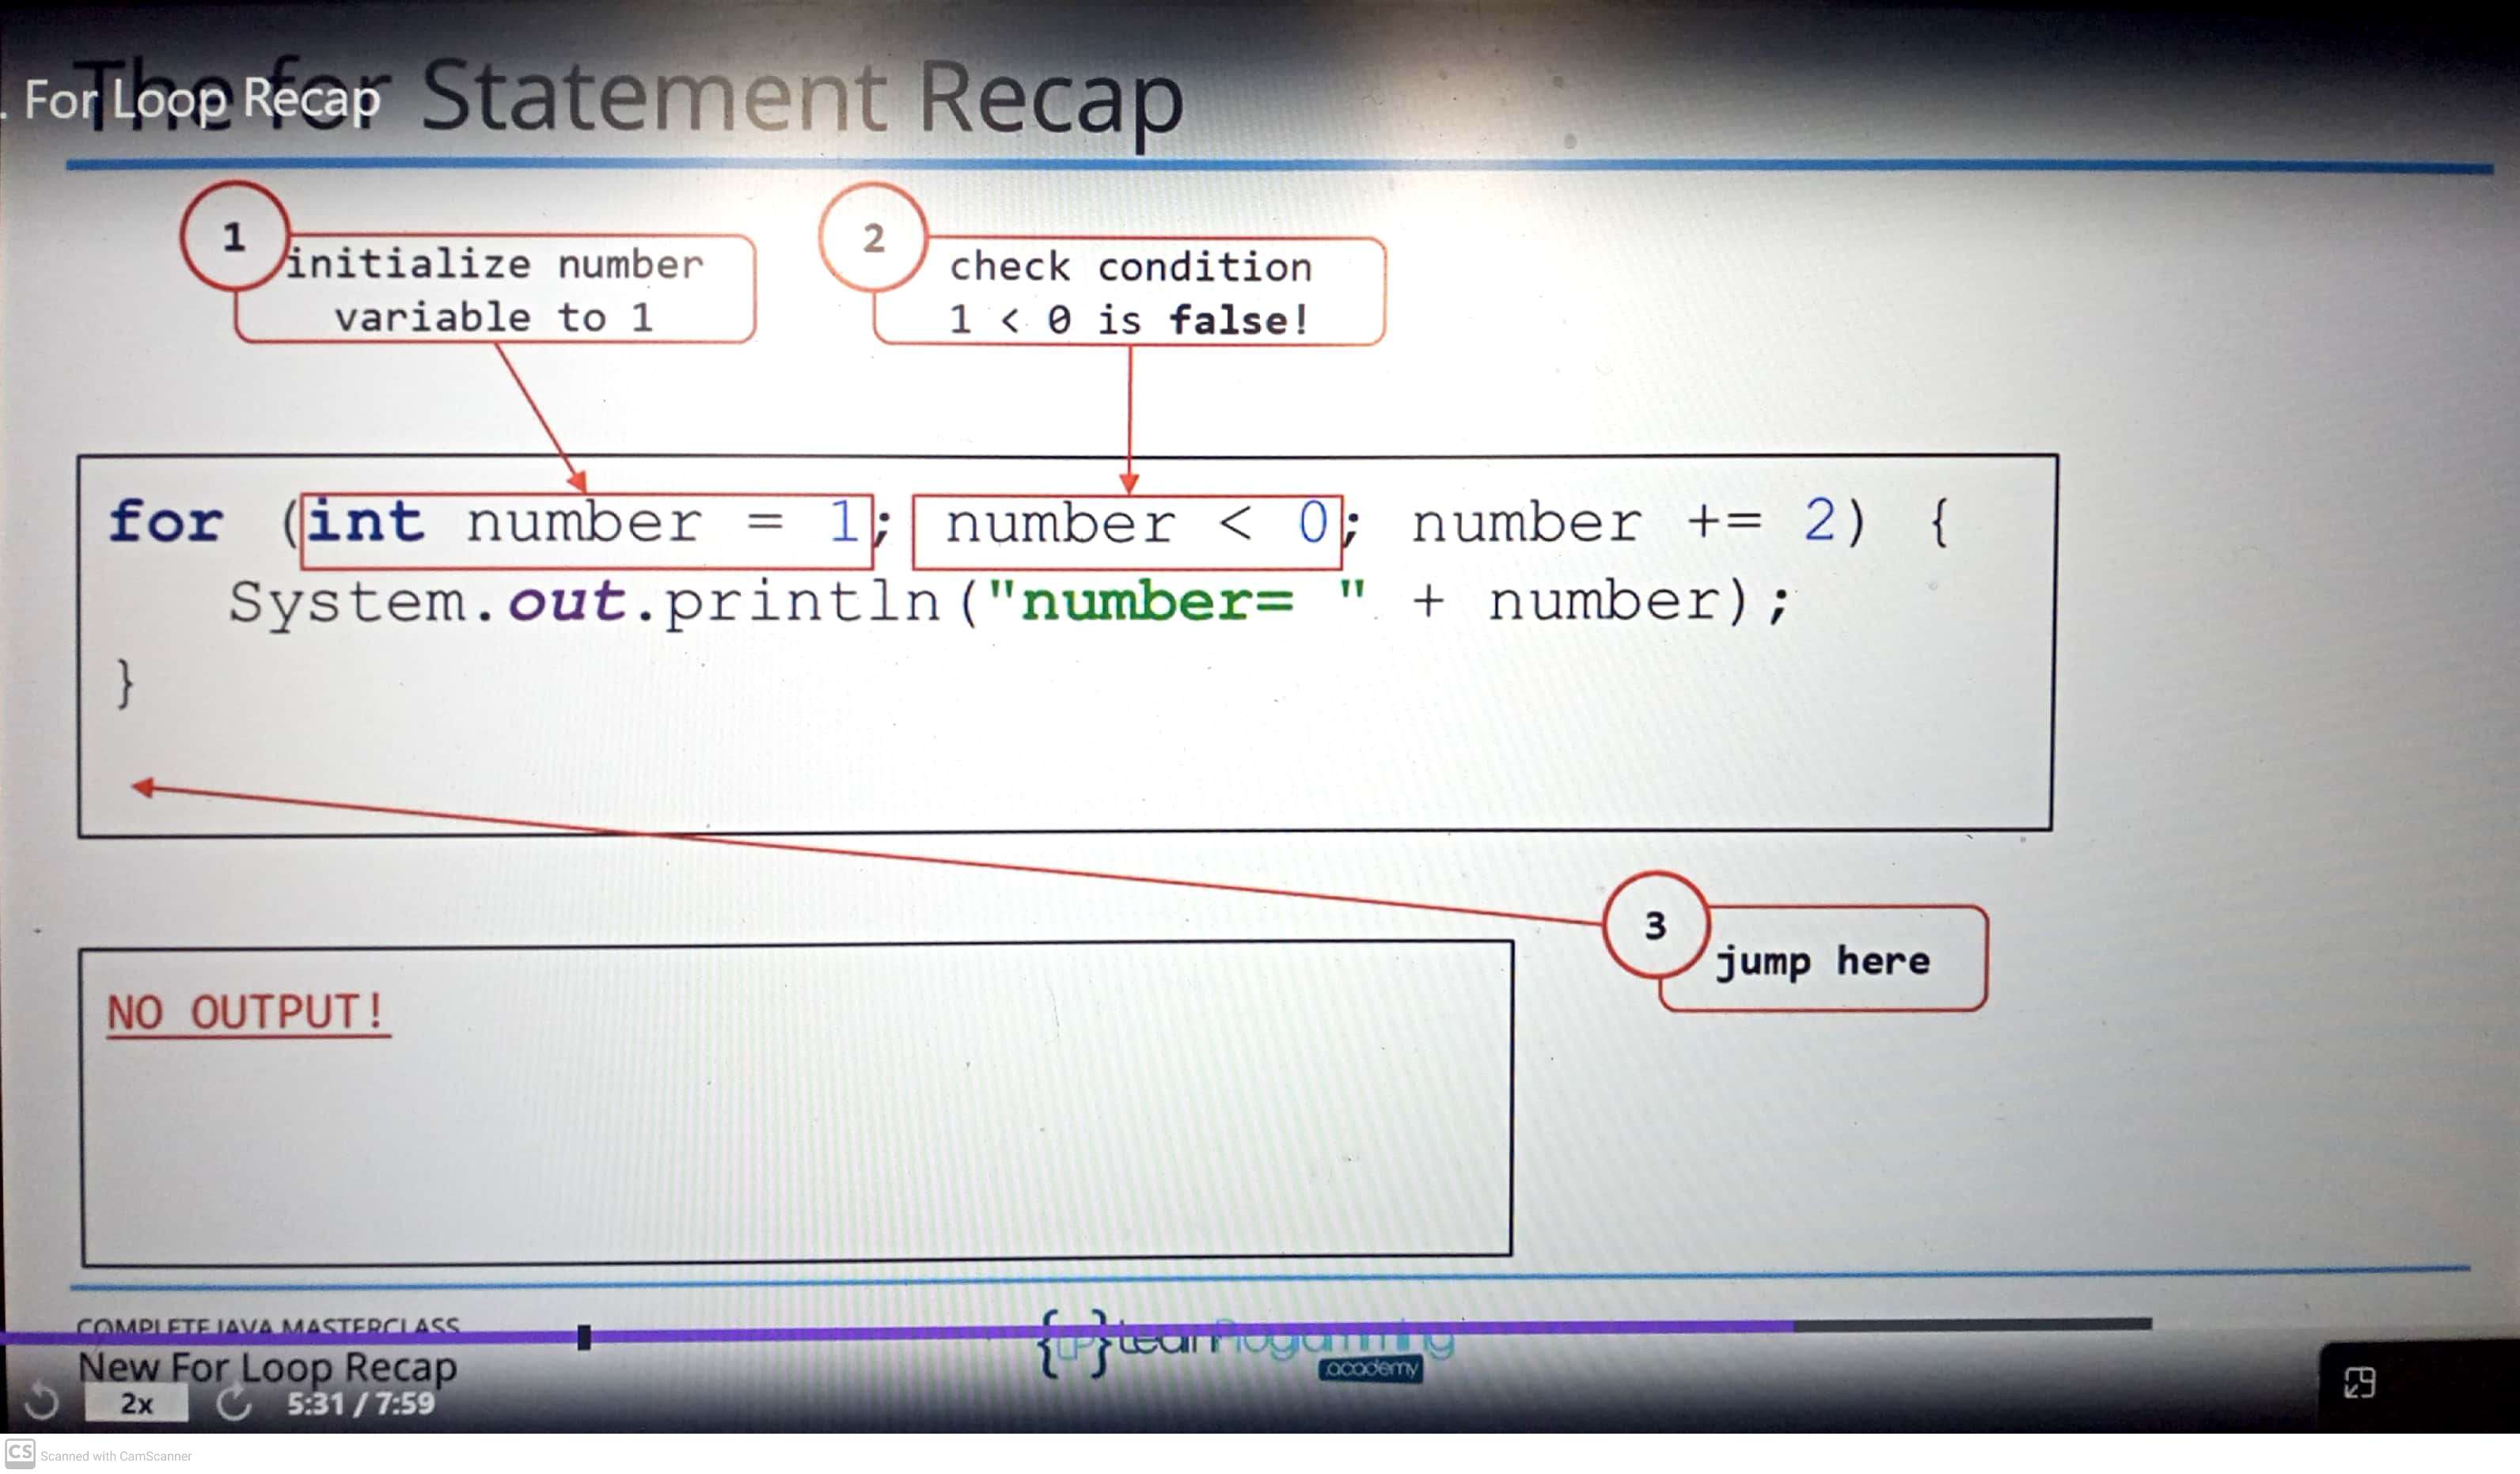 The for Statement Recap
. For Loop Recap
1
initialize number
variable to 1
2
check condition
1 < 0 is false!
for (int number = 1; number < 0; number += 2) {
System.out.println("number= " + number);
}
3
jump here
NO OUTPUT!
COMPLETE JAVA MASTERCLASS
New For Loop Recap
{LP} LearnProgramming
academy
2x
5:31 / 7:59
CS Scanned with CamScanner